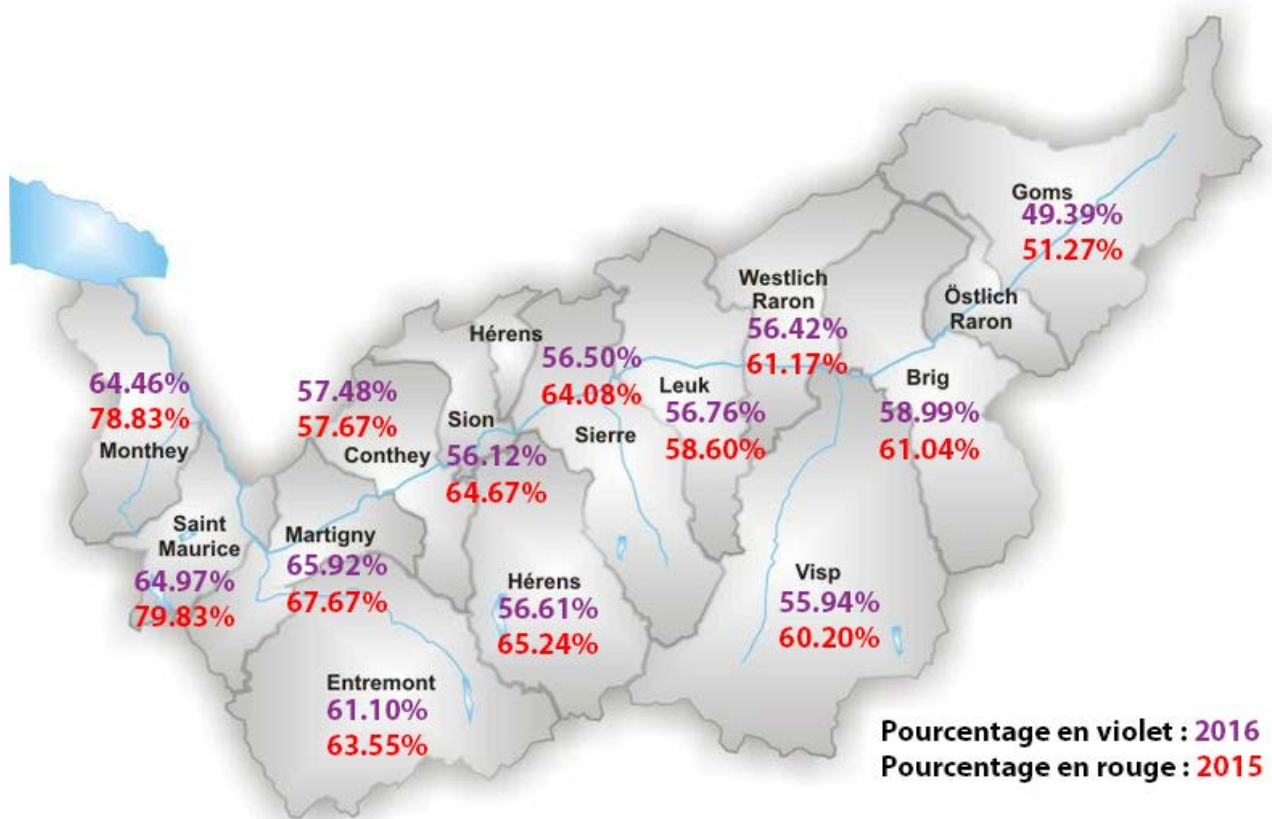 Goms
49.39%
51.27%
Westlich
Raron
56.42%
61.17%
Östlich
Raron
Hérens
56.50%
64.08%
Sierre
Leuk
56.76%
58.60%
Brig
58.99%
61.04%
64.46%
78.83%
Monthey
57.48%
57.67%
Conthey
Sion
56.12%
64.67%
Saint
Maurice
64.97%
79.83%
Martigny
65.92%
67.67%
Hérens
56.61%
65.24%
Visp
55.94%
60.20%
Entremont
61.10%
63.55%
Pourcentage en violet : 2016
Pourcentage en rouge : 2015